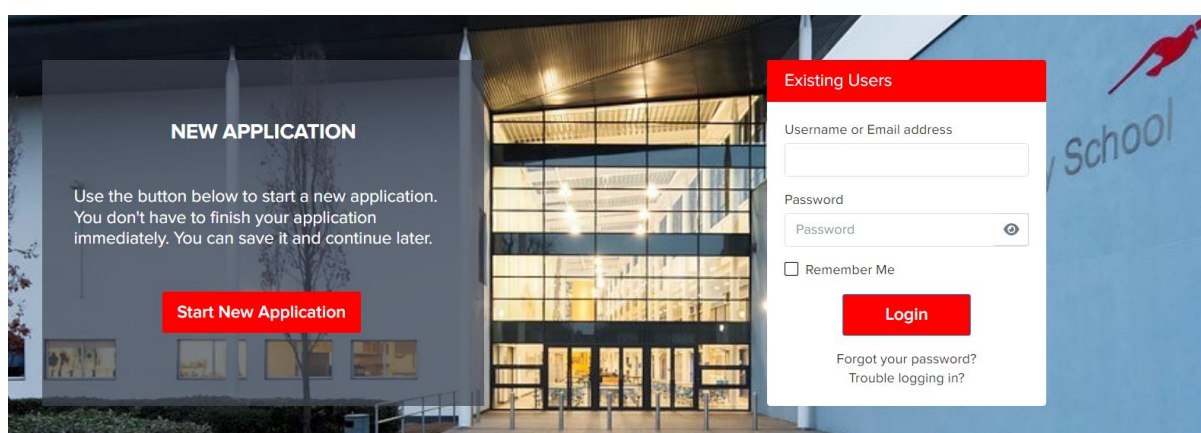 NEW APPLICATION
Use the button below to start a new application.
You don't have to finish your application
immediately. You can save it and continue later.
Start New Application
Existing Users
Username or Email address
Password
Password
Remember Me
Login
Forgot your password?
Trouble logging in?
School